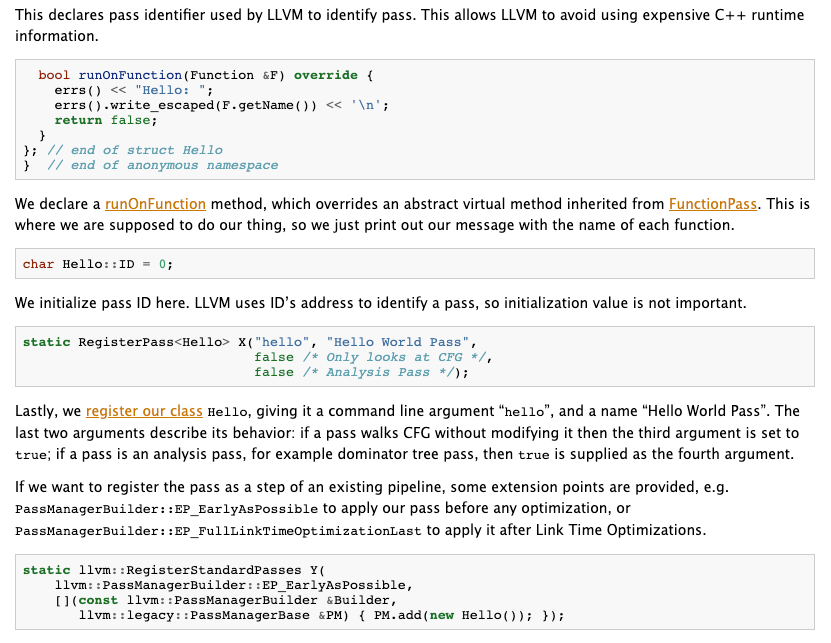 This declares pass identifier used by LLVM to identify pass. This allows LLVM to avoid using expensive C++ runtime
information.
  bool runOnFunction(Function &F) override {
    errs() << "Hello: ";
    errs().write_escaped(F.getName()) << '\n';
    return false;
  }
}; // end of struct Hello
}  // end of anonymous namespace
We declare a runOnFunction method, which overrides an abstract virtual method inherited from FunctionPass. This is
where we are supposed to do our thing, so we just print out our message with the name of each function.
char Hello::ID = 0;
We initialize pass ID here. LLVM uses ID’s address to identify a pass, so initialization value is not important.
static RegisterPass<Hello> X("hello", "Hello World Pass",
                             false /* Only looks at CFG */,
                             false /* Analysis Pass */);
Lastly, we register our class Hello, giving it a command line argument “hello”, and a name “Hello World Pass”. The
last two arguments describe its behavior: if a pass walks CFG without modifying it then the third argument is set to
true; if a pass is an analysis pass, for example dominator tree pass, then true is supplied as the fourth argument.
If we want to register the pass as a step of an existing pipeline, some extension points are provided, e.g.
PassManagerBuilder::EP_EarlyAsPossible to apply our pass before any optimization, or
PassManagerBuilder::EP_FullLinkTimeOptimizationLast to apply it after Link Time Optimizations.
static llvm::RegisterStandardPasses Y(
    llvm::PassManagerBuilder::EP_EarlyAsPossible,
    [](const llvm::PassManagerBuilder &Builder,
       llvm::legacy::PassManagerBase &PM) { PM.add(new Hello()); });